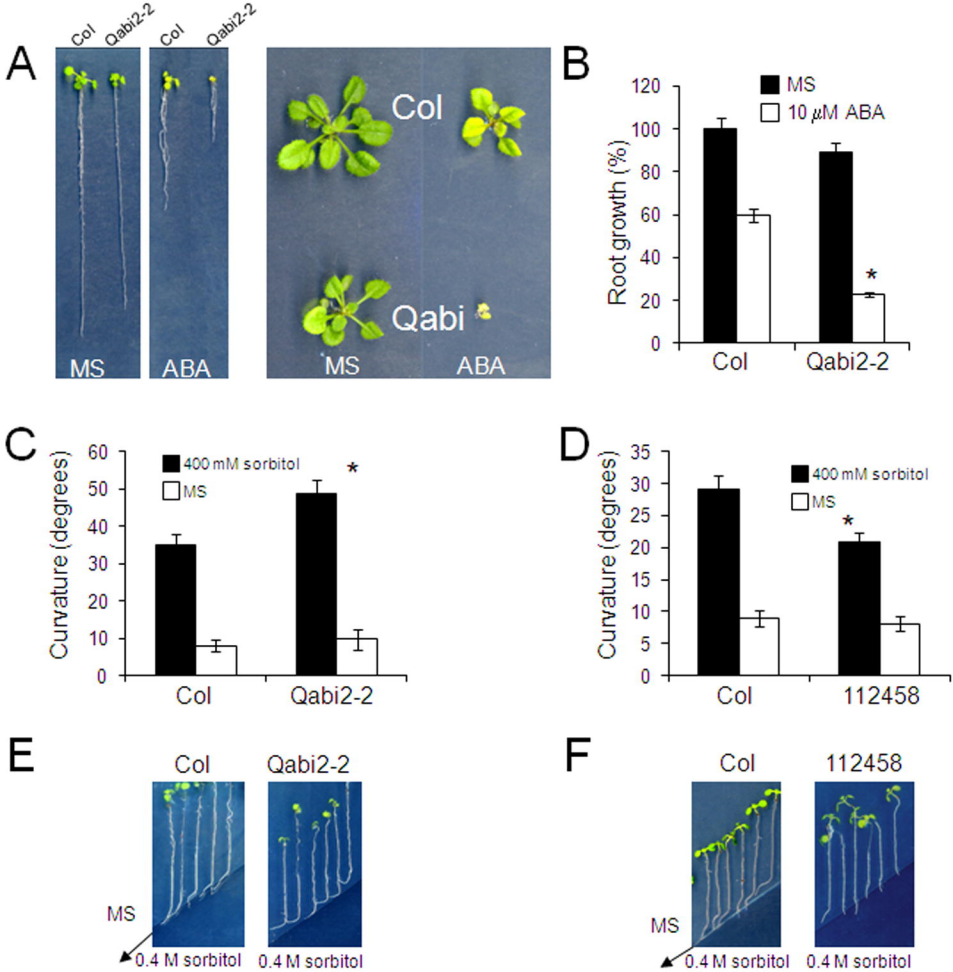 A
Col
Qabi2-2
Col
Qabi2-2
MS
ABA
Col
Qabi
MS
ABA
B
MS
10 µM ABA
Root growth (%)
120
100
80
60
40
20
0
Col
Qabi2-2
*
C
400 mM sorbitol
MS
Curvature (degrees)
60
50
40
30
20
10
0
Col
Qabi2-2
*
D
400 mM sorbitol
MS
Curvature (degrees)
35
30
25
20
15
10
5
0
Col
112458
*
E
Col
Qabi2-2
MS
0.4 M sorbitol
0.4 M sorbitol
F
Col
112458
MS
0.4 M sorbitol
0.4 M sorbitol